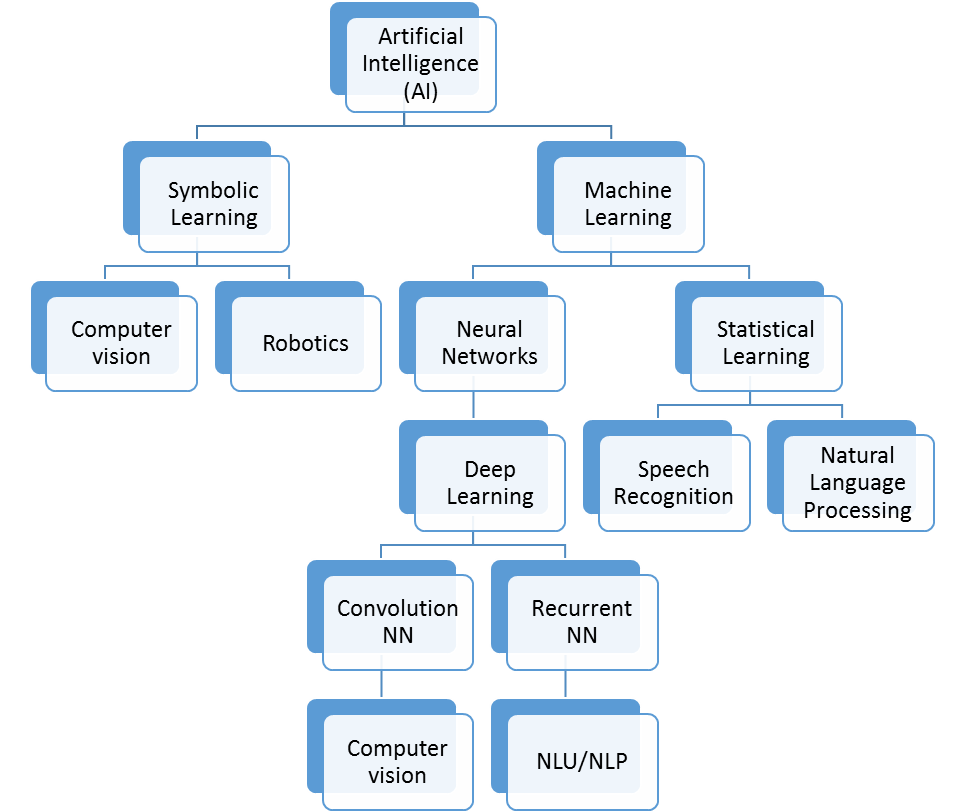 Artificial
Intelligence
(AI)
Symbolic
Learning
Machine
Learning
Computer
vision
Robotics
Neural
Networks
Statistical
Learning
Deep
Learning
Speech
Recognition
Natural
Language
Processing
Convolution
NN
Recurrent
NN
Computer
vision
NLU/NLP